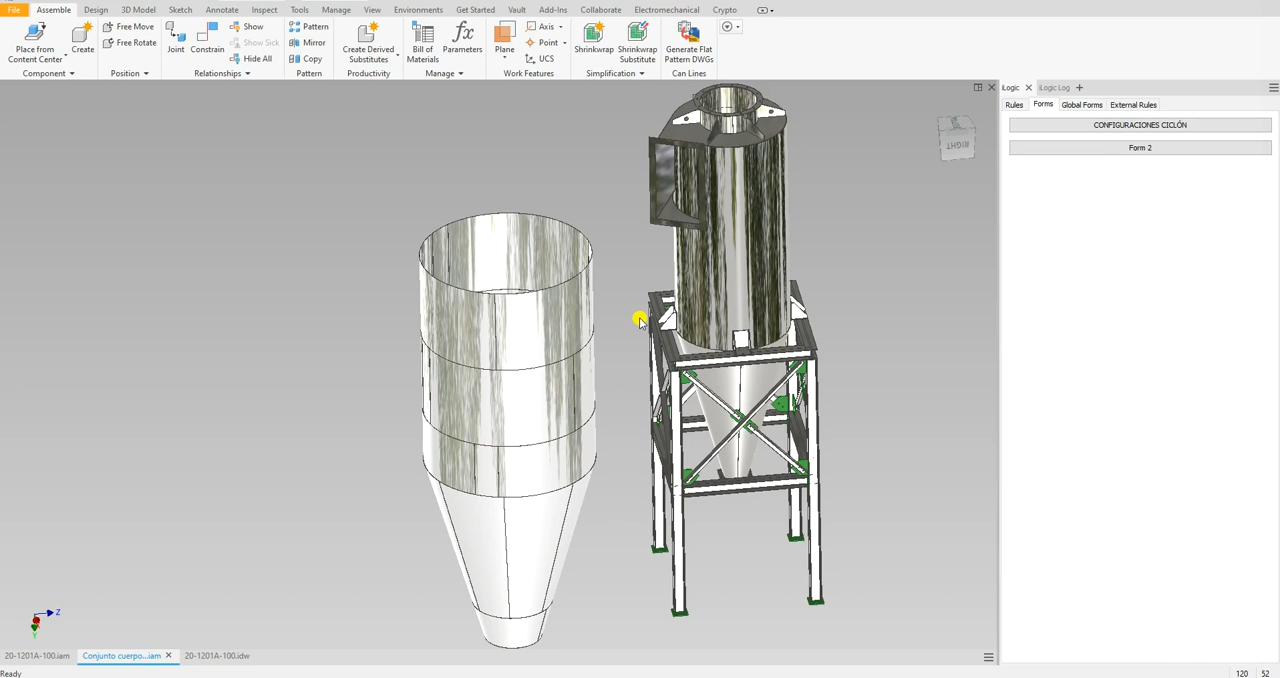 File Assemble Design 3D Model Sketch Annotate Inspect Tools Manage View Environments Get Started Vault Add-Ins Collaborate Electromechanical Crypto
Place from
Content Center
Create
Component
Free Move
Free Rotate
Position
Joint
Constrain
Show
Show Sick
Hide All
Relationships
Pattern
Mirror
Copy
Pattern
Create Derived
Substitutes
Productivity
Bill of
Materials
fx
Parameters
Manage
Plane
Axis
Point
UCS
Work Features
Shrinkwrap
Shrinkwrap
Substitute
Simplification
Generate Flat
Pattern DWGs
Can Lines
iLogic iLogic Log
Rules Forms Global Forms External Rules
CONFIGURACIONES CICLÓN
Form 2
RIGHT
Z
Y
20-1201A-100.iam Conjunto cuerpo....iam 20-1201A-100.idw
Ready 120 52